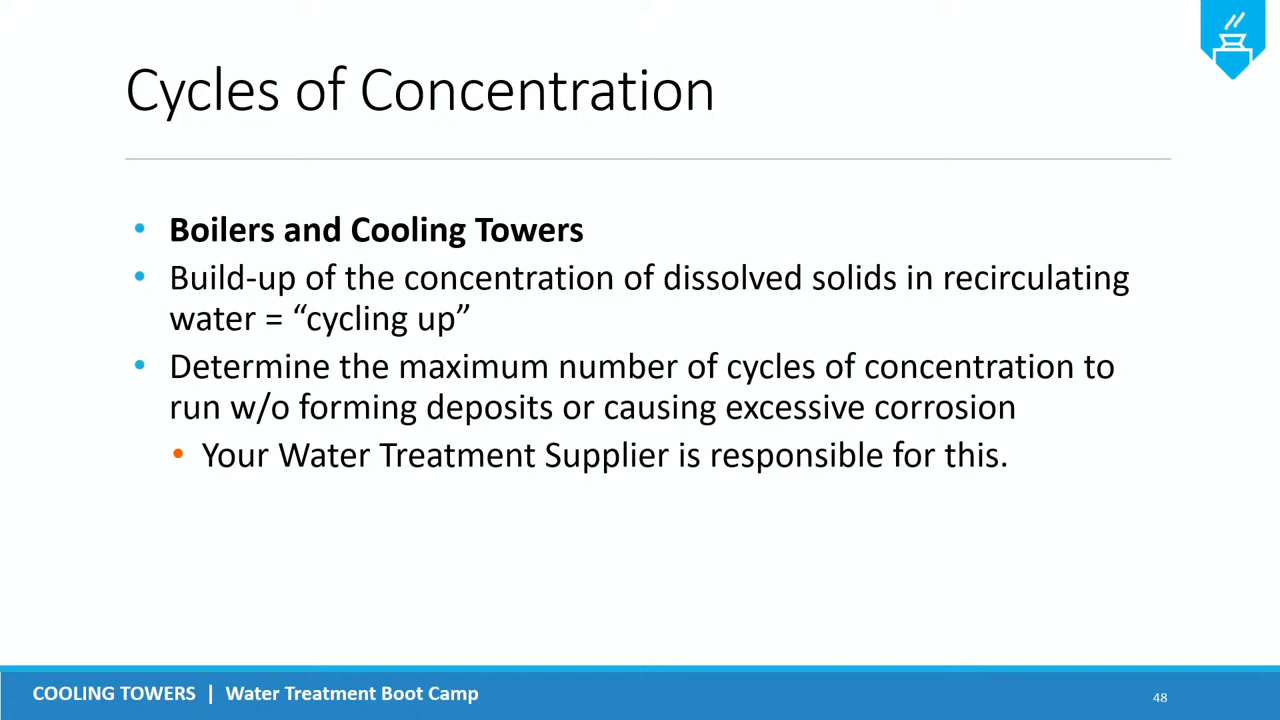 Cycles of Concentration
• Boilers and Cooling Towers
• Build-up of the concentration of dissolved solids in recirculating
water = “cycling up”
• Determine the maximum number of cycles of concentration to
run w/o forming deposits or causing excessive corrosion
• Your Water Treatment Supplier is responsible for this.
COOLING TOWERS | Water Treatment Boot Camp
48